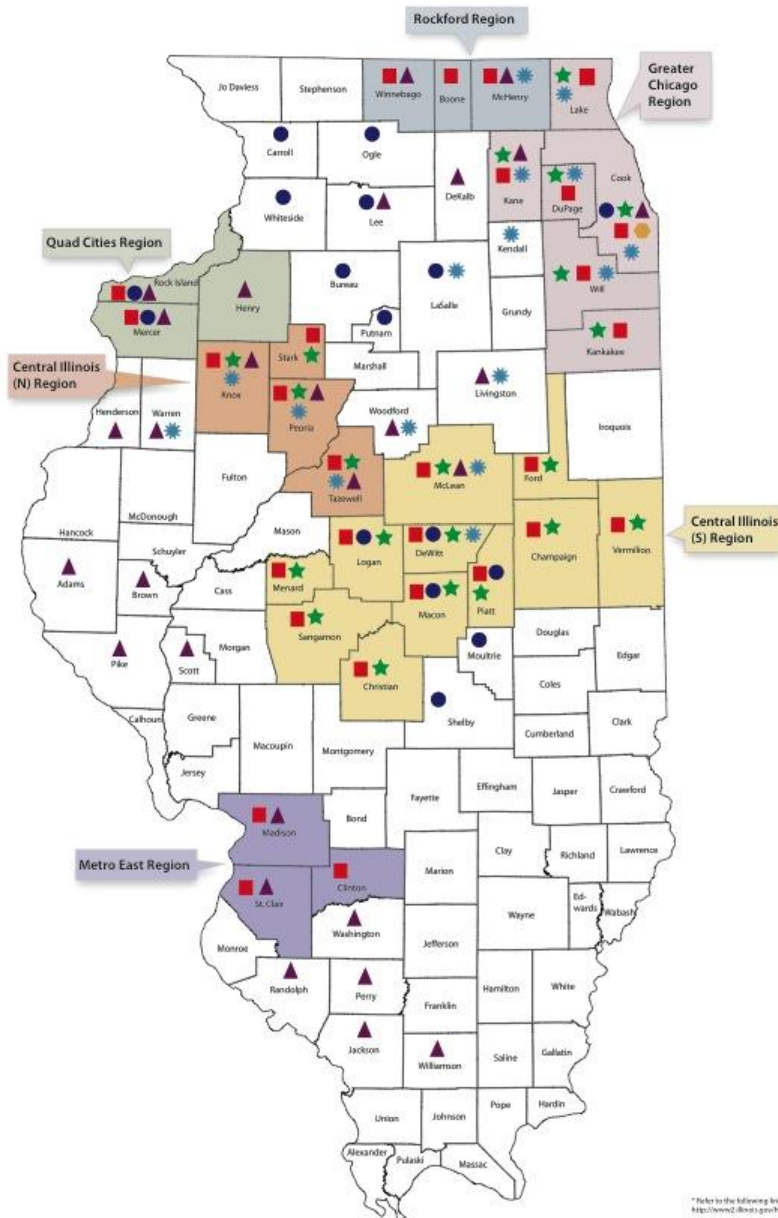 Rockford Region
Greater
Chicago
Region
Jo Daviess
Stephenson
Winnebago
Boone
McHenry
Lake
Carroll
Ogle
DeKalb
Kane
Cook
DuPage
Whiteside
Lee
Kendall
Quad Cities Region
Rock Island
Henry
Bureau
LaSalle
Will
Mercer
Putnam
Grundy
Kankakee
Central Illinois
(N) Region
Stark
Knox
Marshall
Peoria
Woodford
Livingston
Henderson
Warren
Iroquois
Fulton
Tazewell
McLean
Ford
Central Illinois
(S) Region
Hancock
McDonough
Mason
Schuyler
Logan
DeWitt
Champaign
Vermilion
Adams
Brown
Cass
Menard
Macon
Piatt
Sangamon
Morgan
Scott
Pike
Christian
Moultrie
Douglas
Edgar
Coles
Calhoun
Greene
Shelby
Clark
Macoupin
Montgomery
Cumberland
Jersey
Fayette
Effingham
Jasper
Crawford
Madison
Bond
Metro East Region
Clinton
Marion
Clay
Richland
Lawrence
St. Clair
Ed-
wards
Wabash
Wayne
Washington
Monroe
Jefferson
Randolph
Perry
Hamilton
White
Franklin
Jackson
Williamson
Saline
Gallatin
Union
Johnson
Pope
Hardin
Alexander
Pulaski
Massac
* Refer to the following